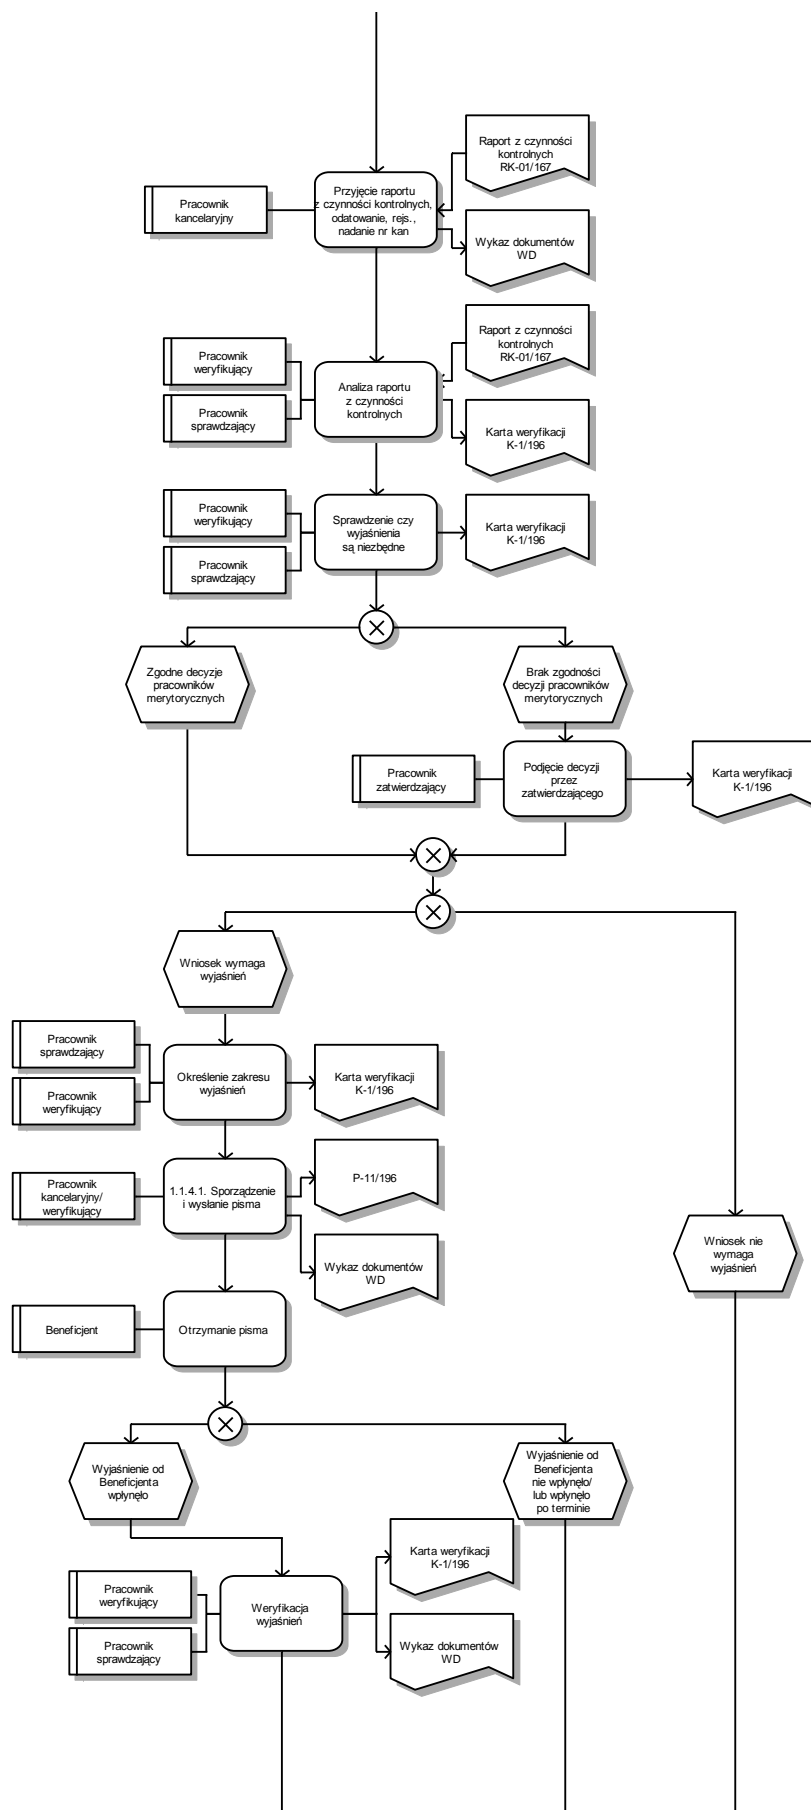 Raport z czynności
kontrolnych
RK-01/167
Pracownik
kancelaryjny
Przyjęcie raportu
z czynności kontrolnych,
odatowanie, rejs.,
nadanie nr kan
Wykaz dokumentów
WD
Raport z czynności
kontrolnych
RK-01/167
Pracownik
weryfikujący
Analiza raportu
z czynności
kontrolnych
Pracownik
sprawdzający
Karta weryfikacji
K-1/196
Pracownik
weryfikujący
Sprawdzenie czy
wyjaśnienia
są niezbędne
Karta weryfikacji
K-1/196
Pracownik
sprawdzający
Zgodne decyzje
pracowników
merytorycznych
Brak zgodności
decyzji pracowników
merytorycznych
Pracownik
zatwierdzający
Podjęcie decyzji
przez
zatwierdzającego
Karta weryfikacji
K-1/196
Wniosek wymaga
wyjaśnień
Pracownik
sprawdzający
Określenie zakresu
wyjaśnień
Karta weryfikacji
K-1/196
Pracownik
weryfikujący
Pracownik
kancelaryjny/
weryfikujący
1.1.4.1. Sporządzenie
i wysłanie pisma
P-11/196
Wykaz dokumentów
WD
Wniosek nie
wymaga
wyjaśnień
Beneficjent
Otrzymanie pisma
Wyjaśnienie od
Beneficjenta
wpłynęło
Wyjaśnienie od
Beneficjenta
nie wpłynęło/
lub wpłynęło
po terminie
Karta weryfikacji
K-1/196
Pracownik
weryfikujący
Weryfikacja
wyjaśnień
Pracownik
sprawdzający
Wykaz dokumentów
WD